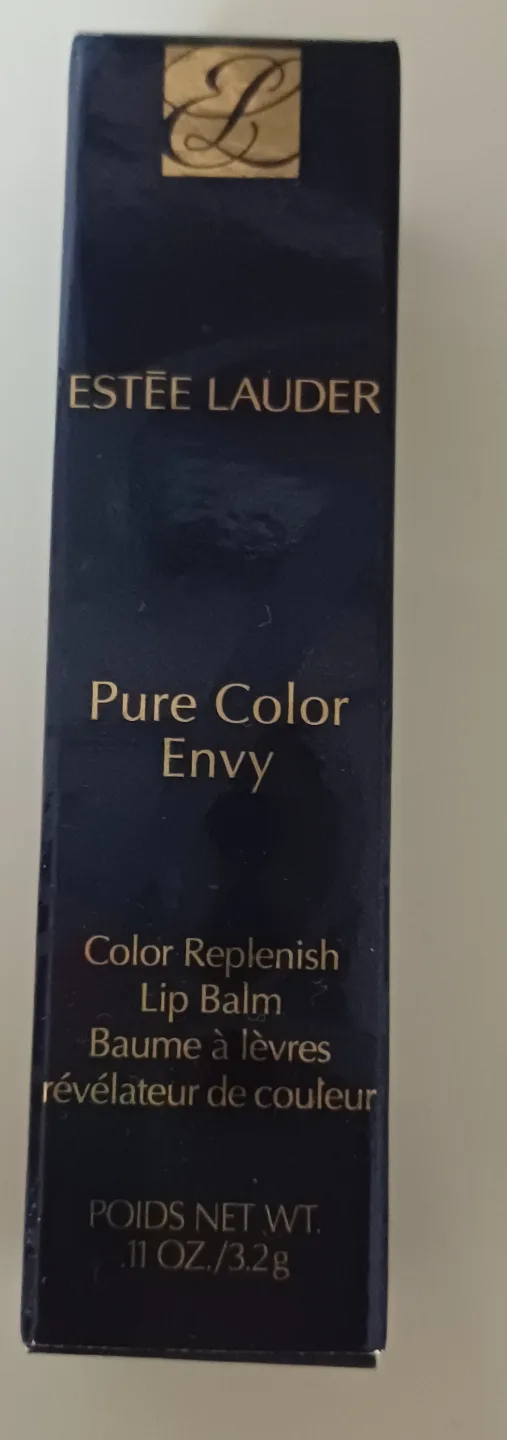 EL
ESTĒE LAUDER
Pure Color
Envy
Color Replenish
Lip Balm
Baume à lèvres
révélateur de couleur
POIDS NET WT.
.11 OZ./3.2g